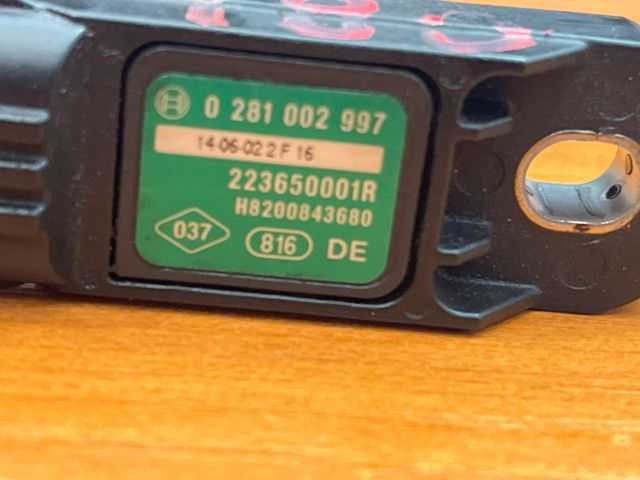 0 281 002 997
14-06-02 2 F 16
223650001R
H8200843680
037
816 DE